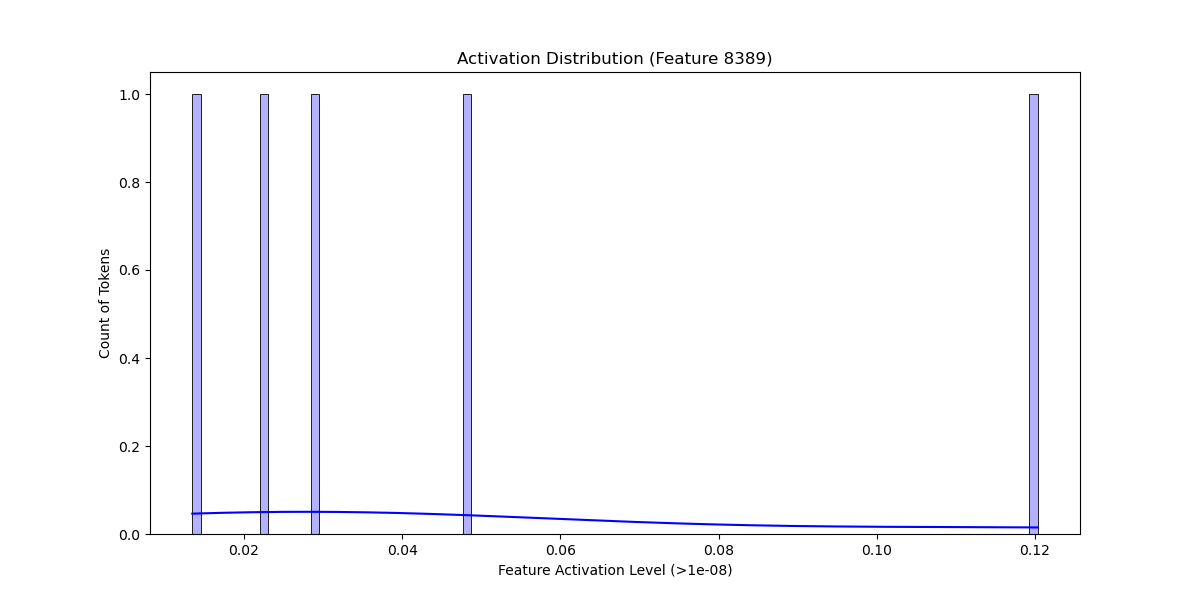 Activation Distribution (Feature 8389)
1.0
0.8
0.6
0.4
0.2
0.0
Count of Tokens
0.02 0.04 0.06 0.08 0.10 0.12
Feature Activation Level (>1e-08)